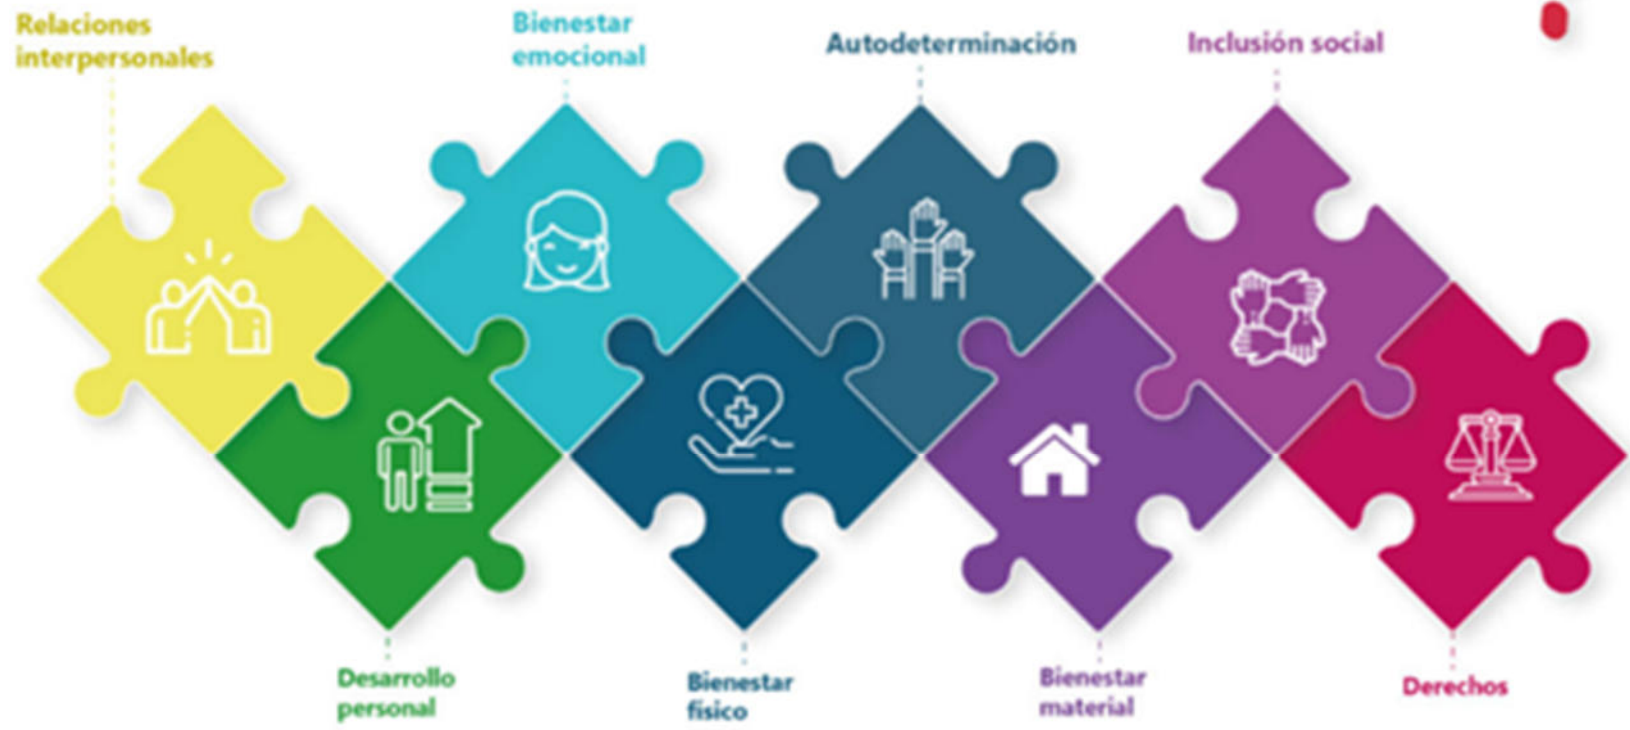 Relaciones
interpersonales
Bienestar
emocional
Autodeterminación
Inclusión social
Desarrollo
personal
Bienestar
físico
Bienestar
material
Derechos